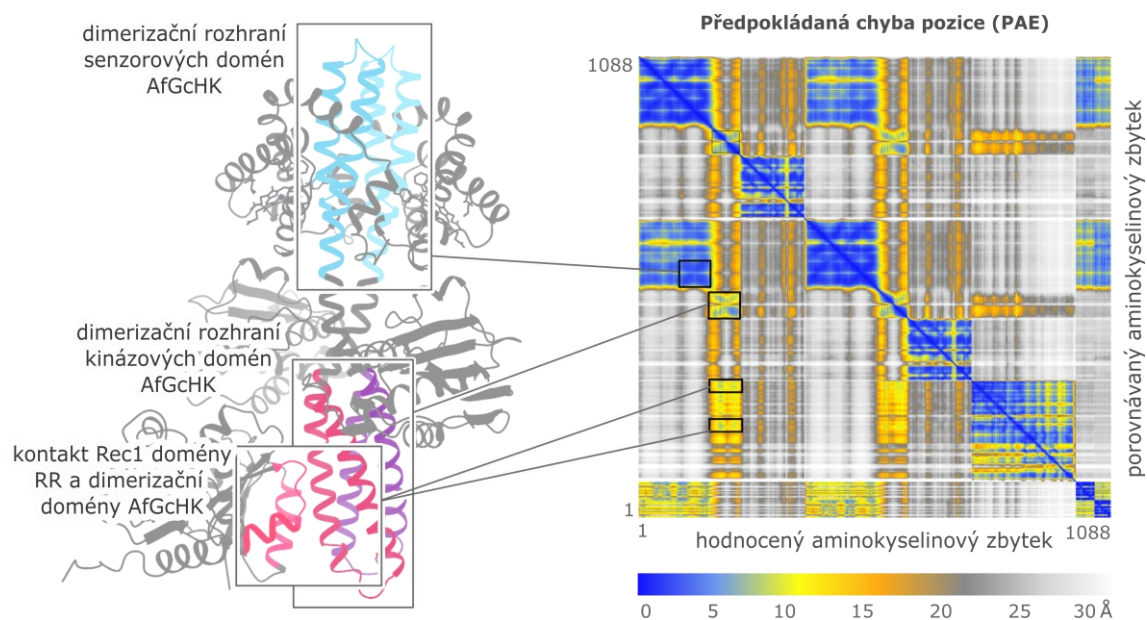 dimerizační rozhraní
senzorových domén
AfGcHK
dimerizační rozhraní
kinázových domén
AfGcHK
kontakt Rec1 domény
RR a dimerizační
domény AfGcHK
Předpokládaná chyba pozice (PAE)
1088
porovnávaný aminokyselinový zbytek
1
1
1088
hodnocený aminokyselinový zbytek
0 5 10 15 20 25 30 Å